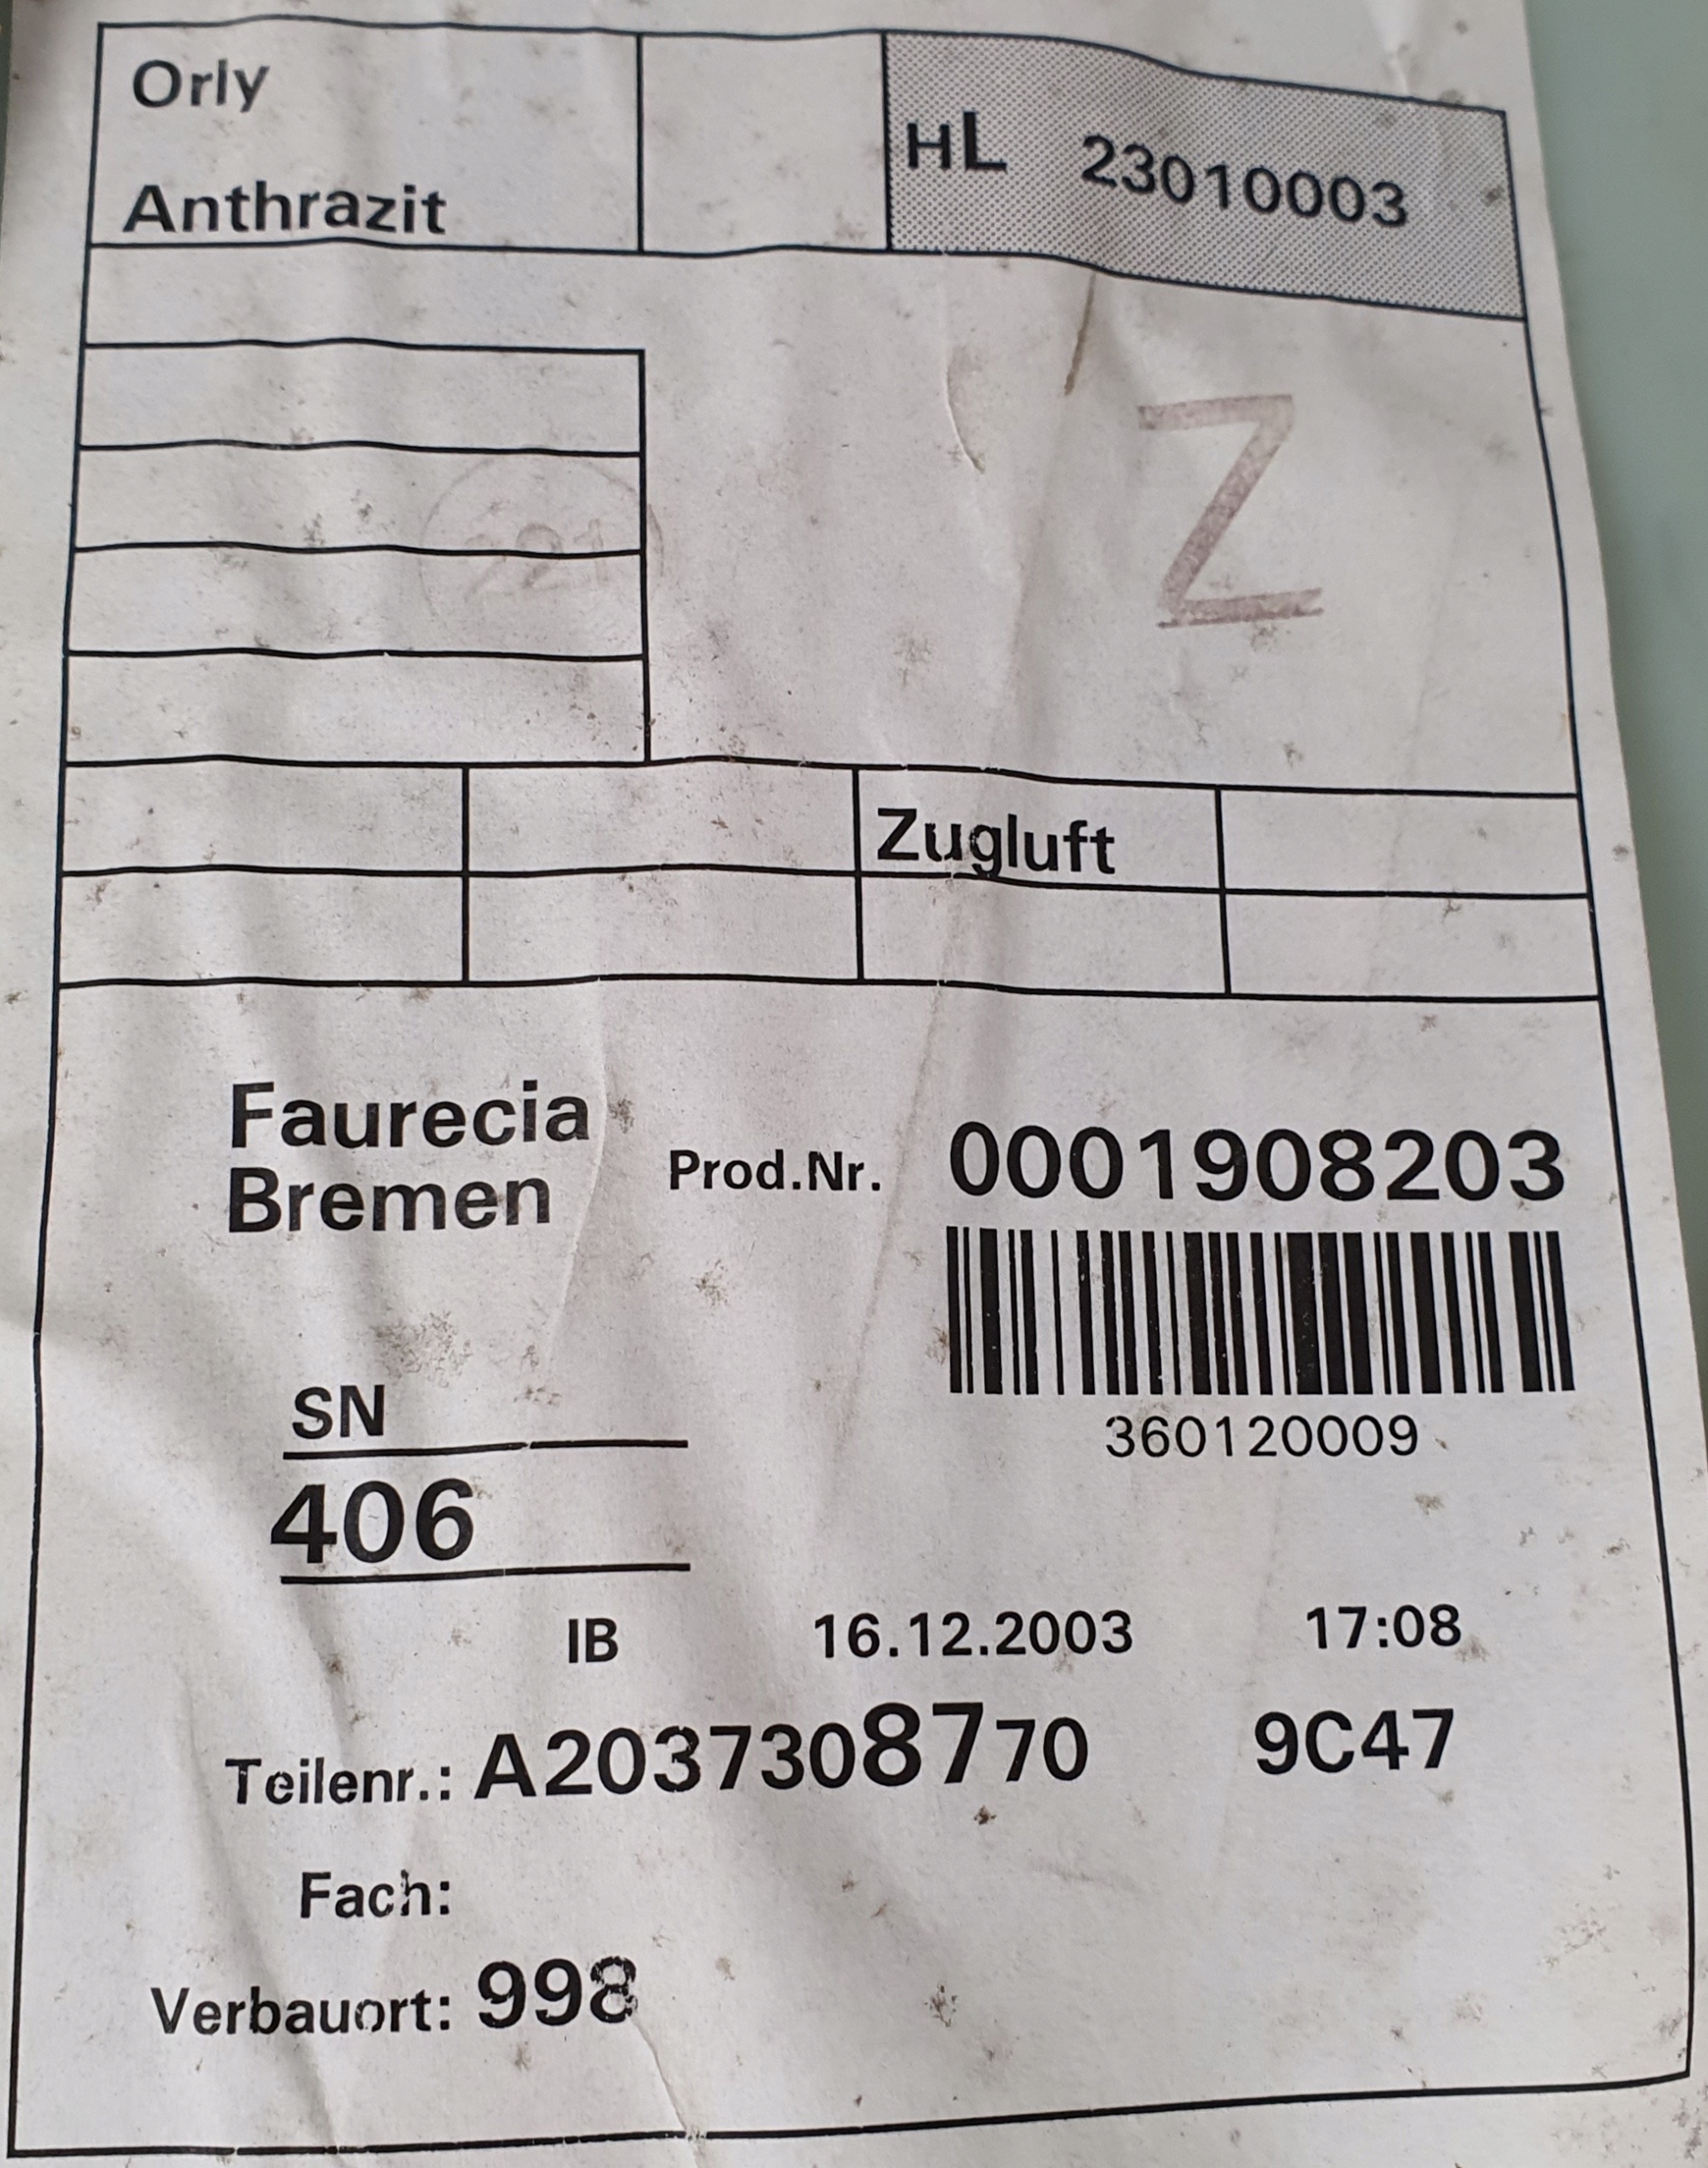 Orly
Anthrazit
HL 23010003
Z
221
Zugluft
Faurecia
Bremen
Prod.Nr. 0001908203
360120009
SN
406
IB 16.12.2003 17:08
Teilenr.: A2037308770 9C47
Fach:
Verbauort: 998